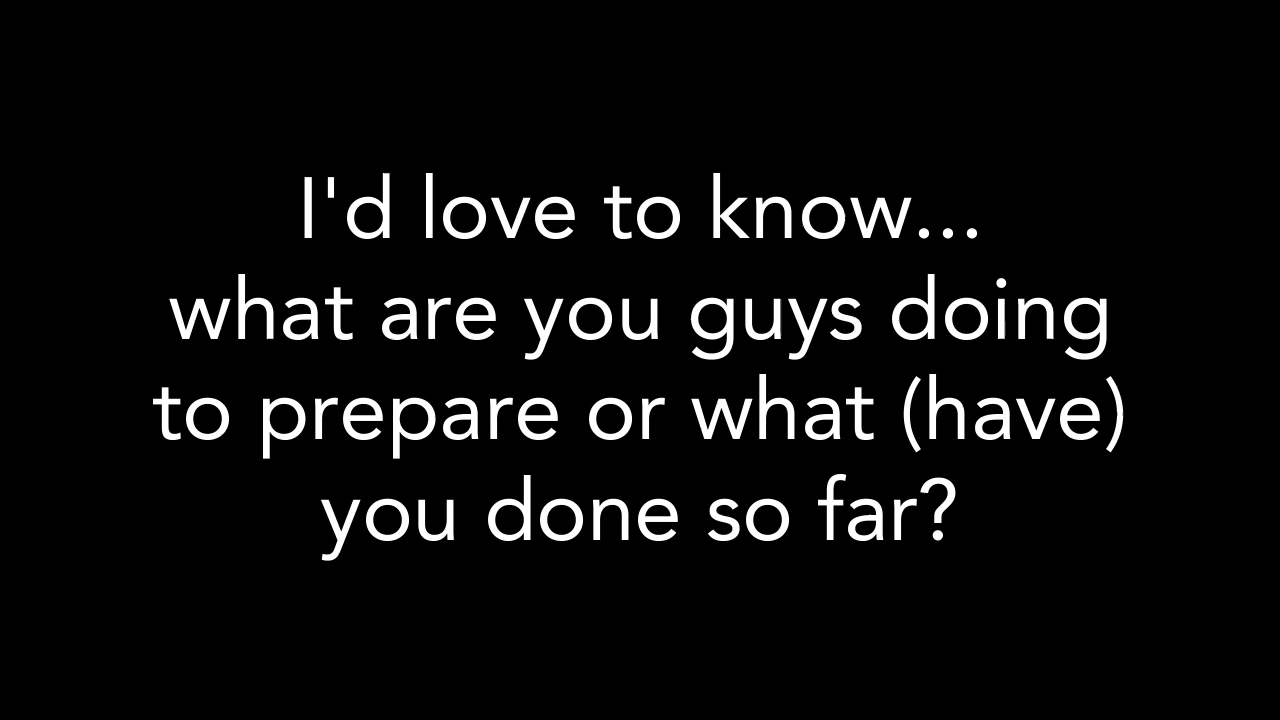 I'd love to know...
what are you guys doing
to prepare or what (have)
you done so far?